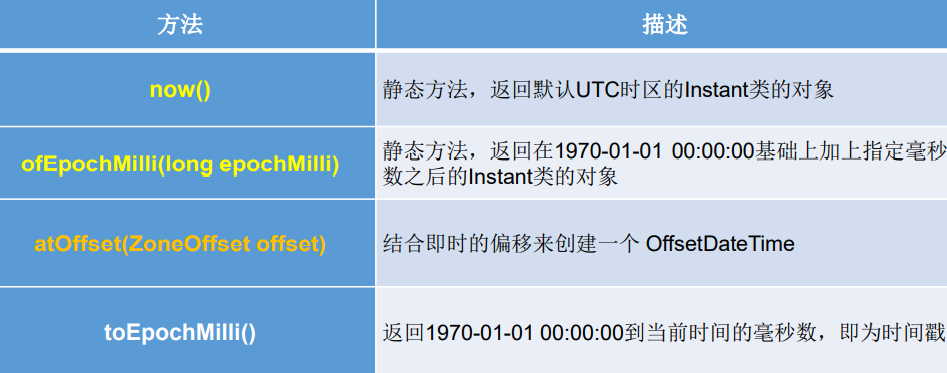 方法
描述
now()
静态方法，返回默认UTC时区的Instant类的对象
ofEpochMilli(long epochMilli)
静态方法，返回在1970-01-01 00:00:00基础上加上指定毫秒
数之后的Instant类的对象
atOffset(ZoneOffset offset)
结合即时的偏移来创建一个 OffsetDateTime
toEpochMilli()
返回1970-01-01 00:00:00到当前时间的毫秒数，即为时间戳